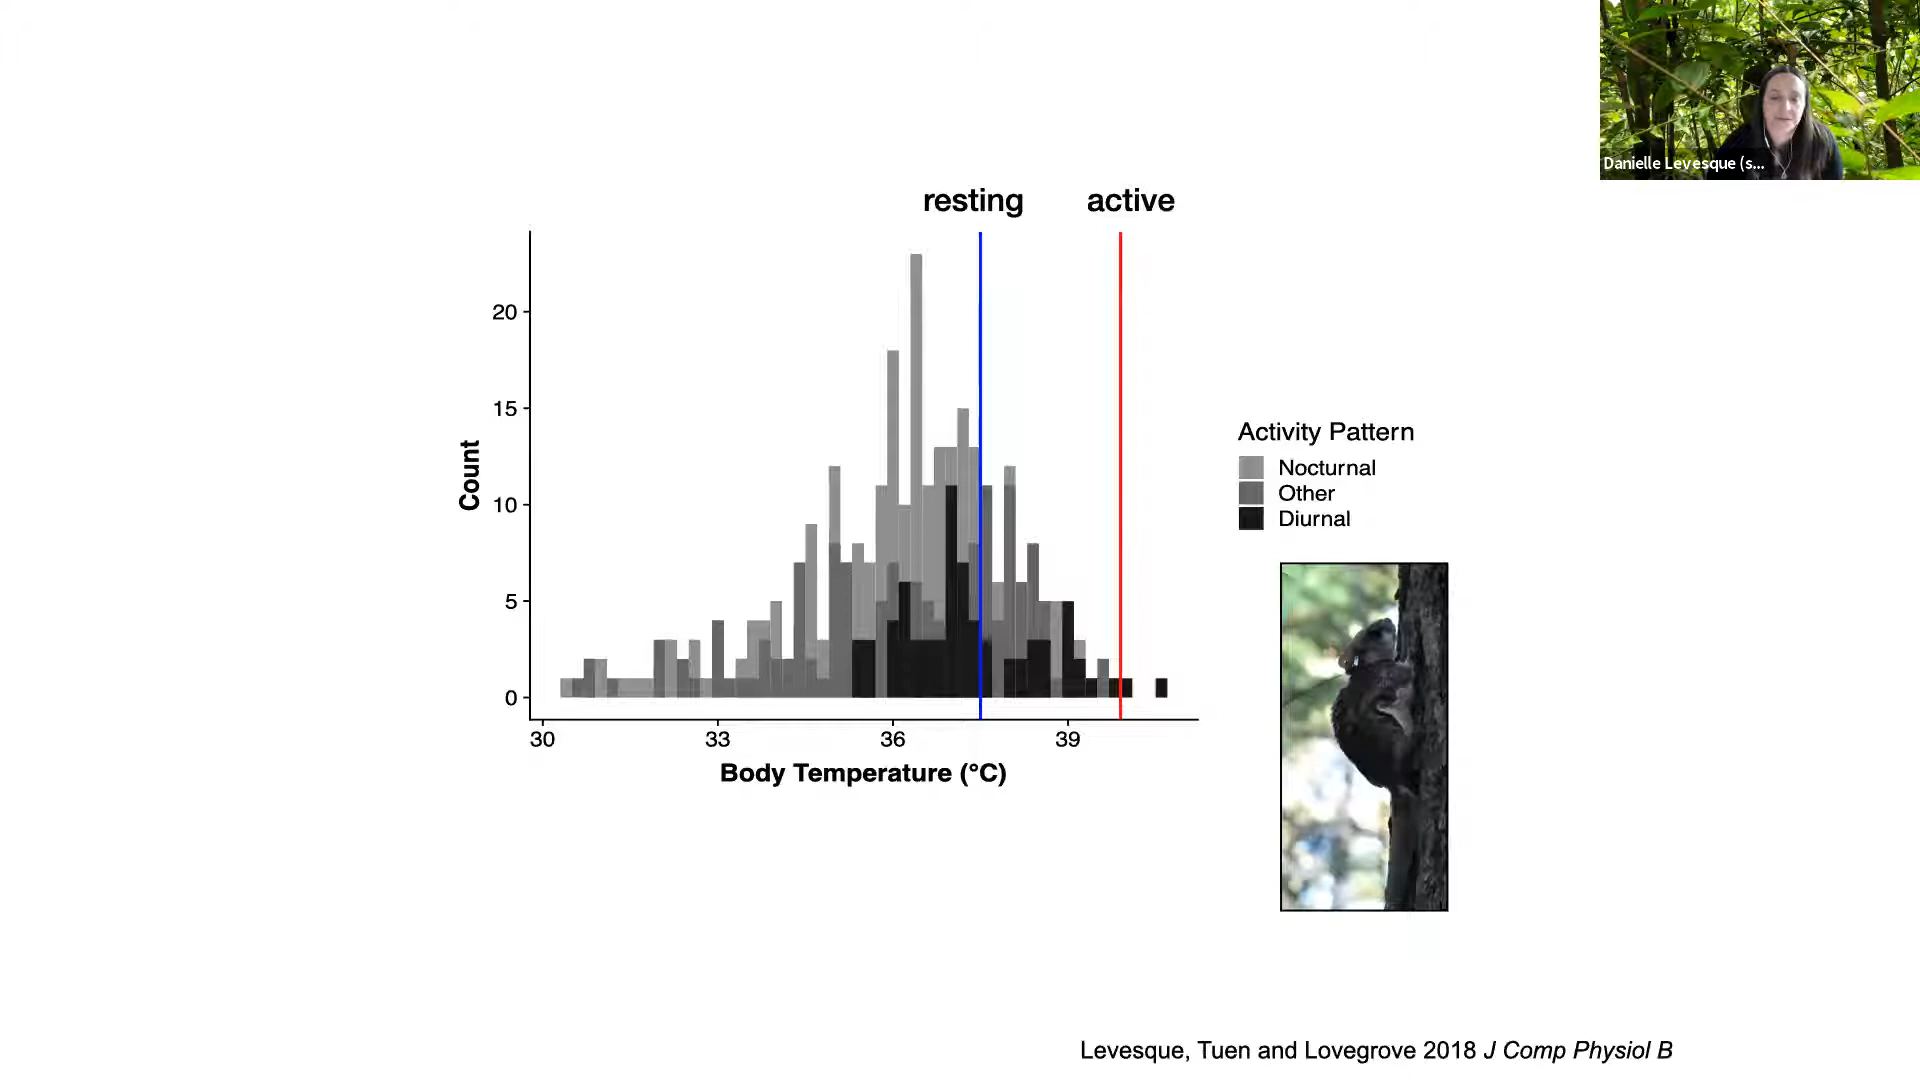 Danielle Levesque (s...
resting
active
20
15
10
5
0
Count
30
33
36
39
Body Temperature (°C)
Activity Pattern
Nocturnal
Other
Diurnal
Levesque, Tuen and Lovegrove 2018 J Comp Physiol B